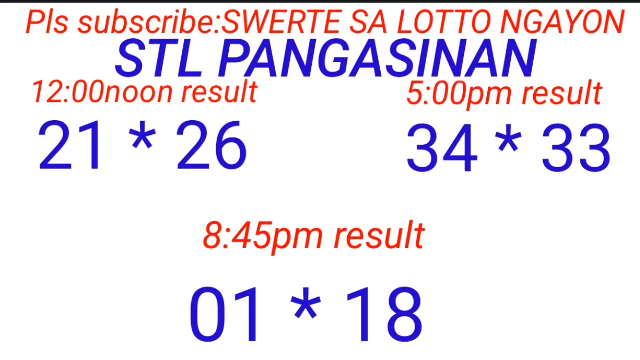 Pls subscribe:SWERTE SA LOTTO NGAYON
STL PANGASINAN
12:00noon result
5:00pm result
21 * 26
34 * 33
8:45pm result
01 * 18